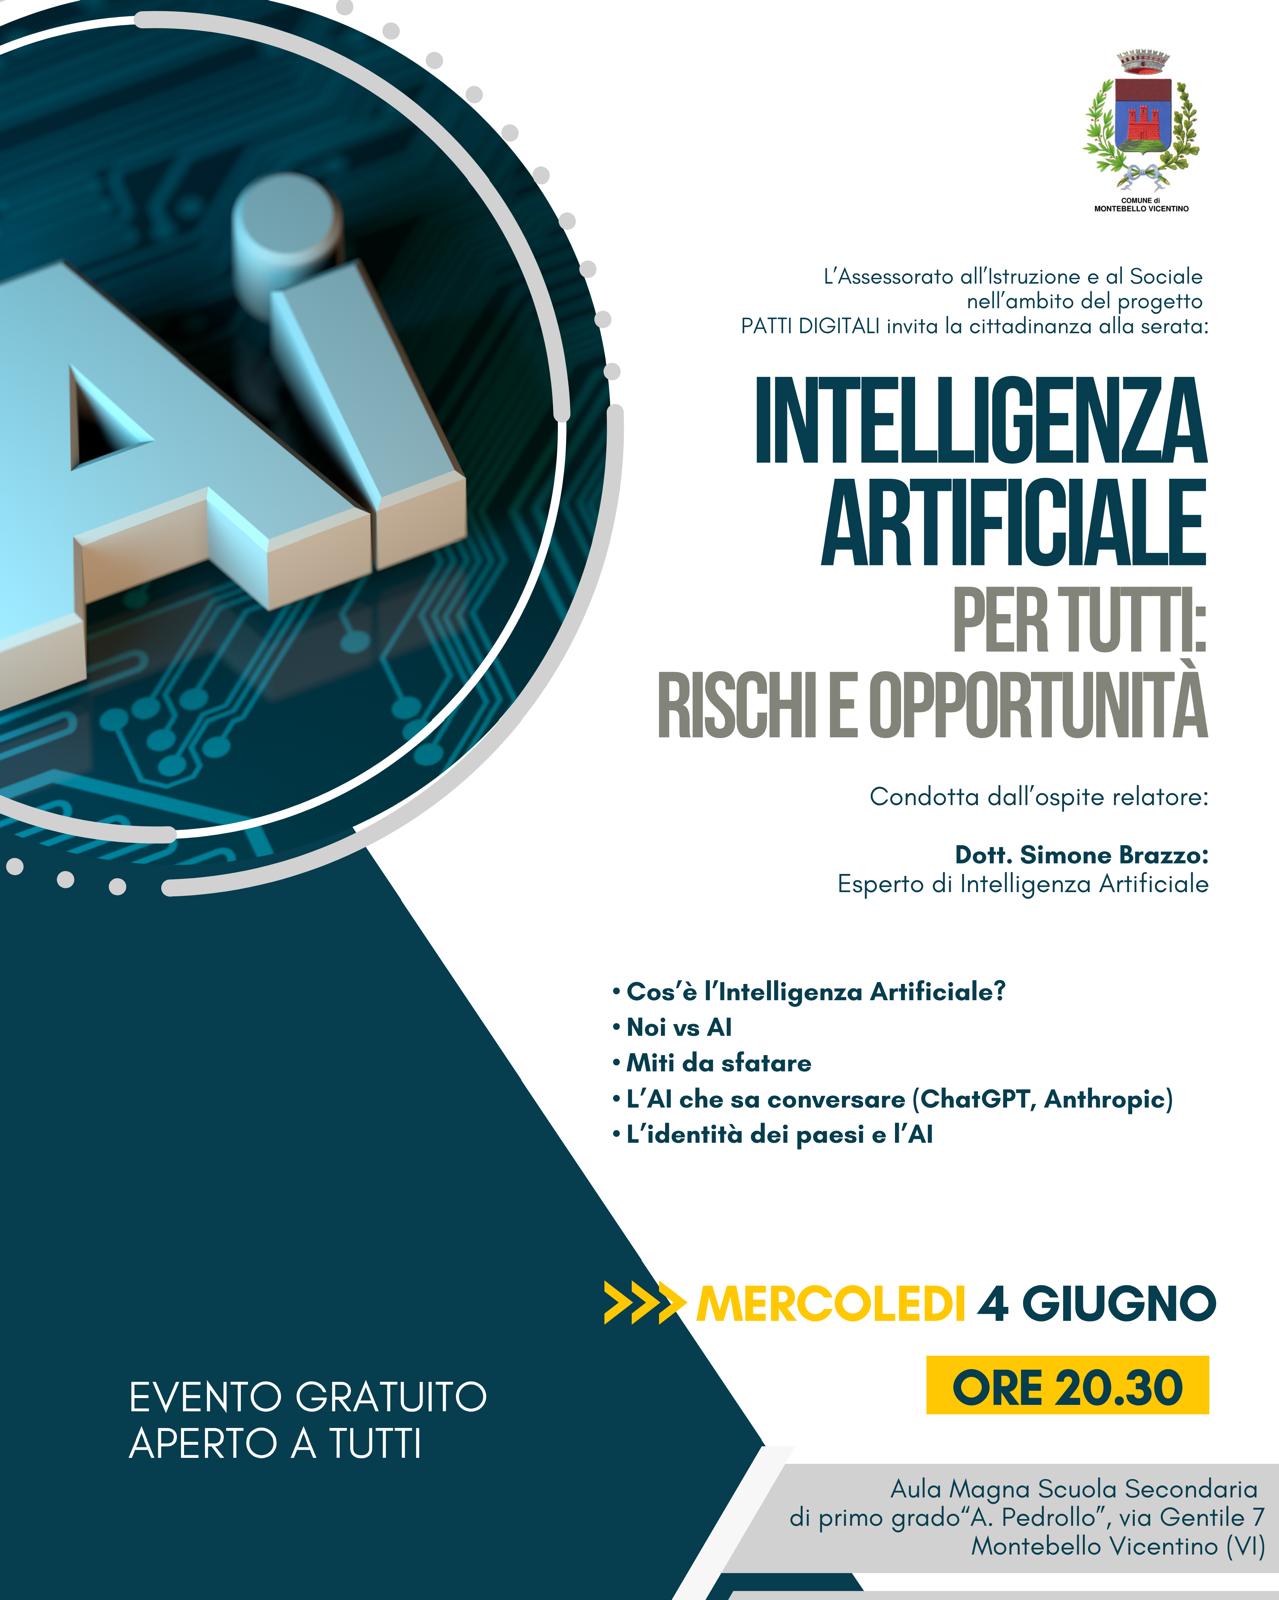 COMUNE di
MONTEBELLO VICENTINO
L'Assessorato all'Istruzione e al Sociale
nell'ambito del progetto
PATTI DIGITALI invita la cittadinanza alla serata:
Ai
INTELLIGENZA
ARTIFICIALE
PER TUTTI:
RISCHI E OPPORTUNITÀ
Condotta dall'ospite relatore:
Dott. Simone Brazzo:
Esperto di Intelligenza Artificiale
• Cos'è l'Intelligenza Artificiale?
• Noi vs AI
• Miti da sfatare
• L'AI che sa conversare (ChatGPT, Anthropic)
• L'identità dei paesi e l'AI
MERCOLEDI 4 GIUGNO
ORE 20.30
EVENTO GRATUITO
APERTO A TUTTI
Aula Magna Scuola Secondaria
di primo grado"A. Pedrollo", via Gentile 7
Montebello Vicentino (VI)